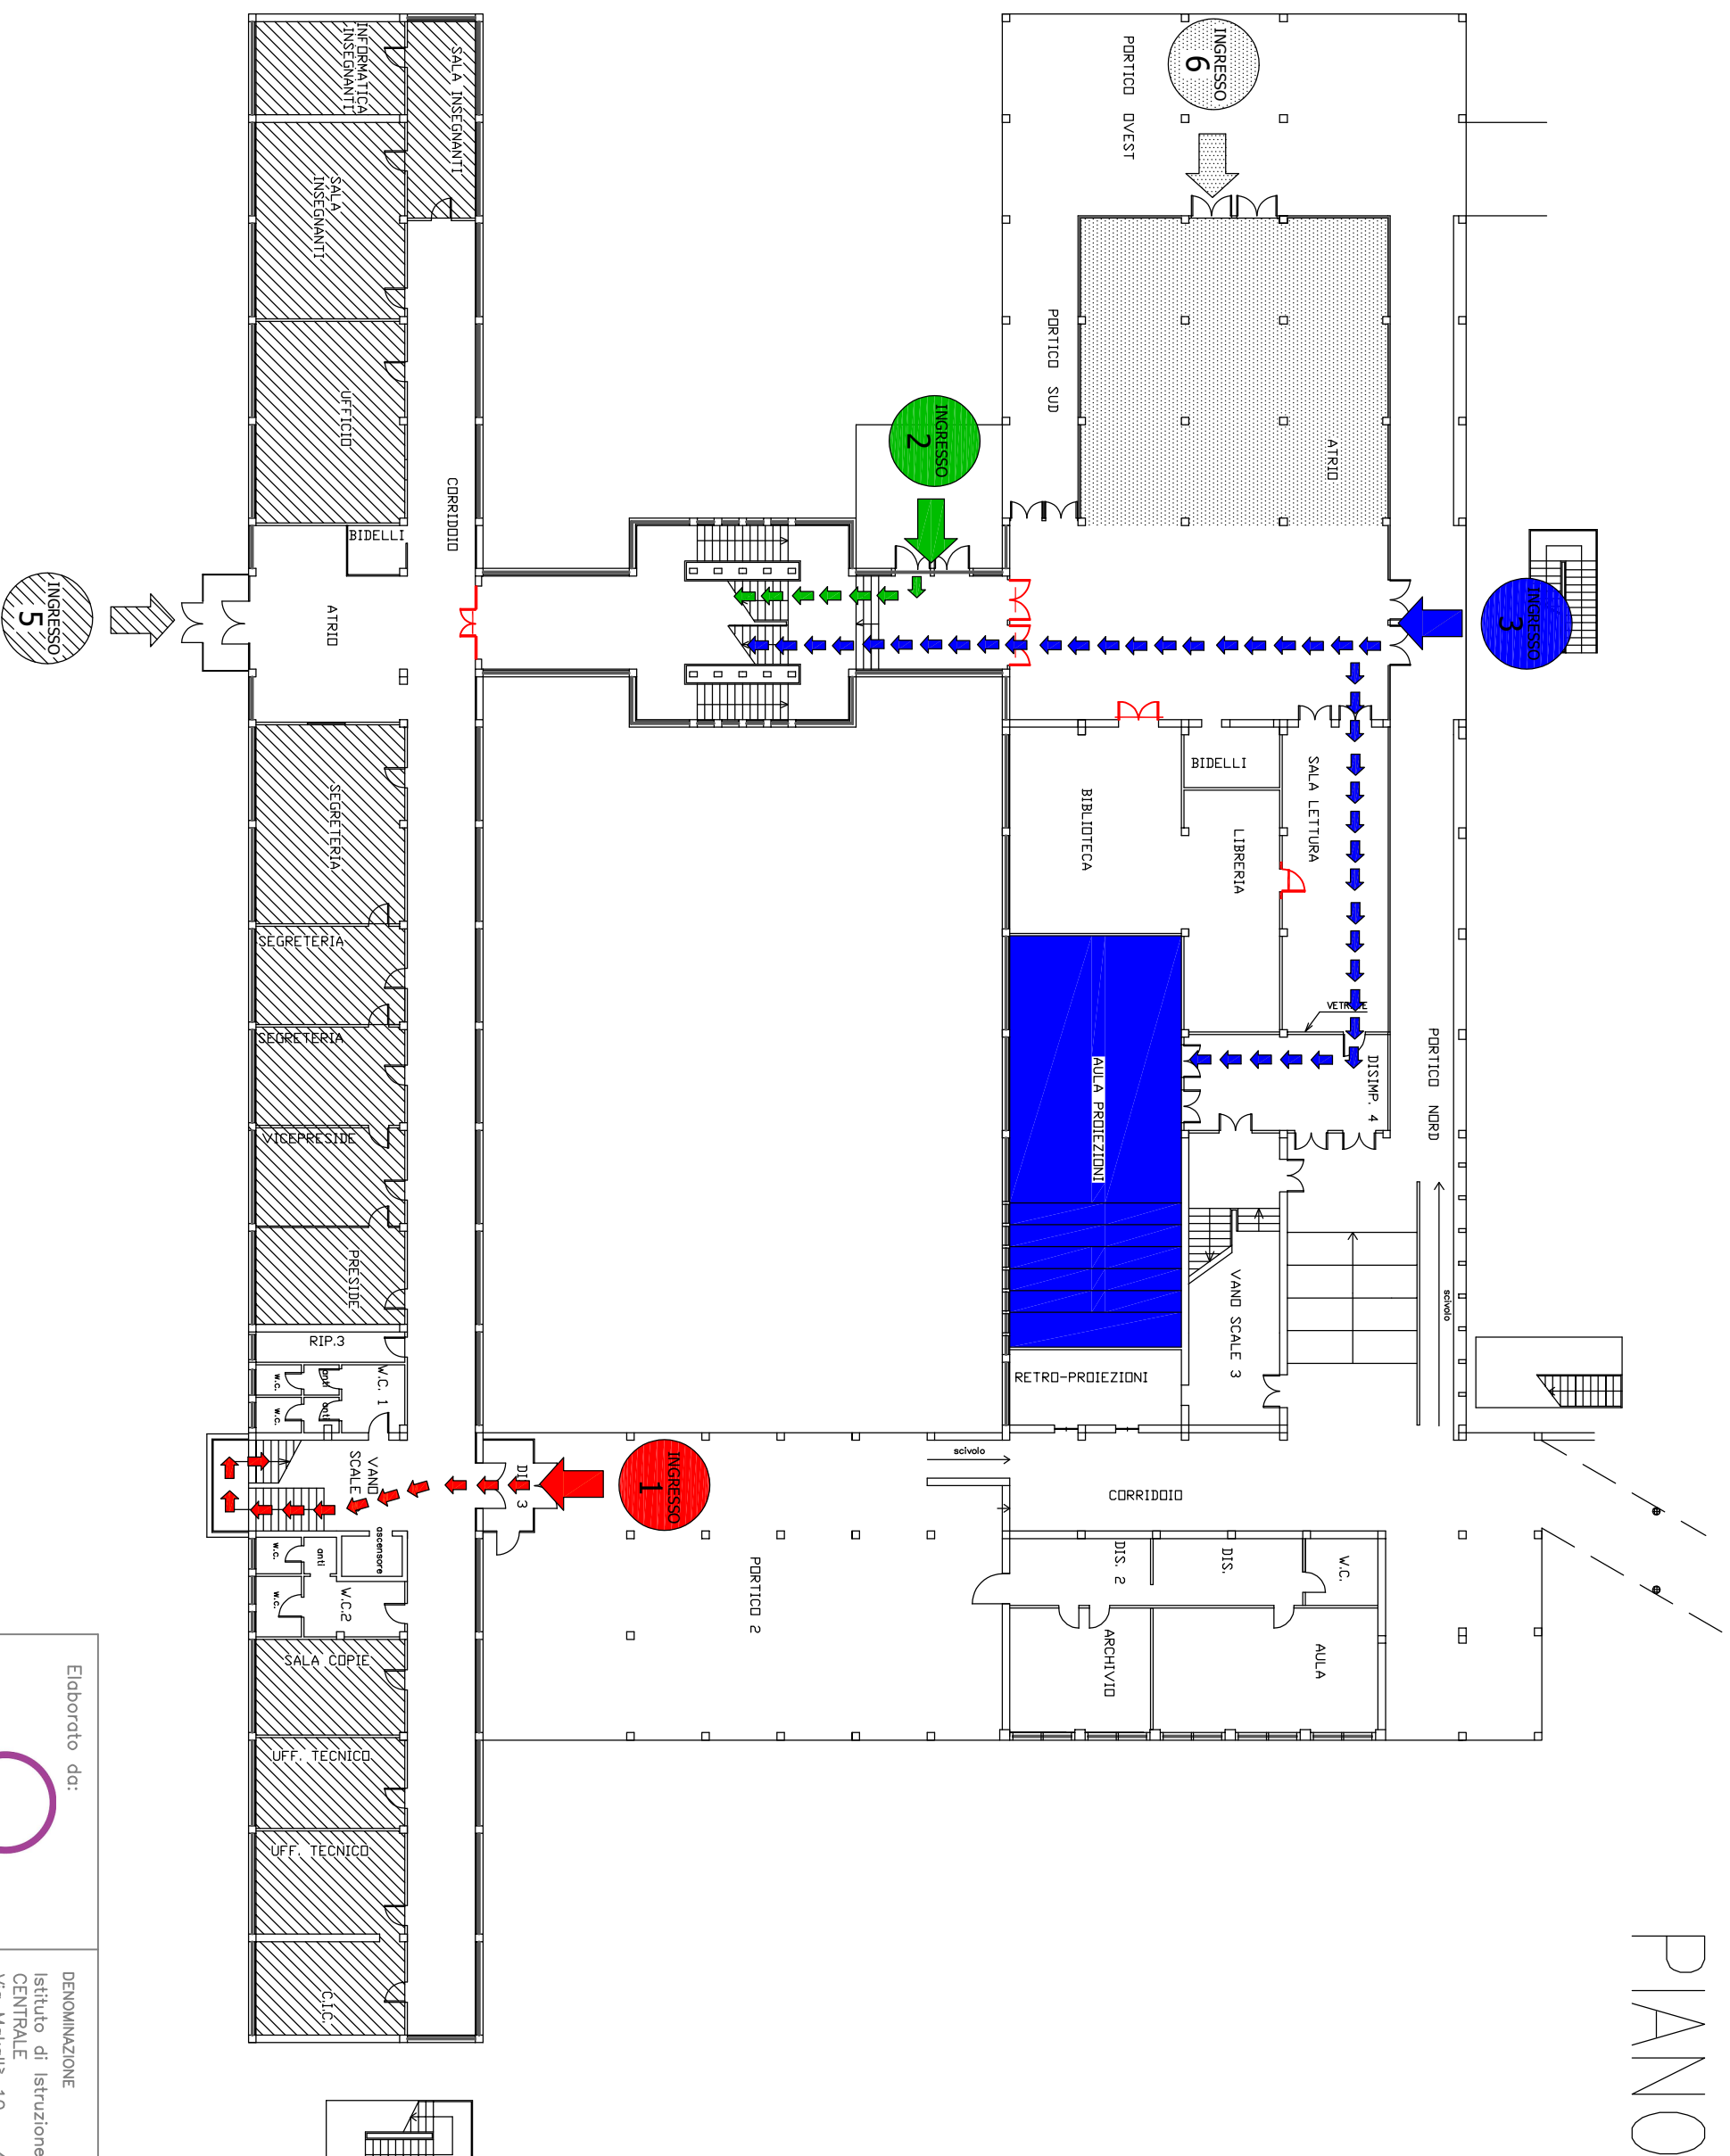 PIANO
INGRESSO
6
PORTICO OVEST
PORTICO SUD
ATRIO
INGRESSO
3
INGRESSO
2
INFORMATICA
INSEGNANTI
SALA INSEGNANTI
SALA
INSEGNANTI
UFFICIO
CORRIDOIO
BIDELLI
ATRIO
INGRESSO
5
BIDELLI
SALA LETTURA
LIBRERIA
BIBLIOTECA
DISIMP. 4
PORTICO NORD
AULA PROIEZIONI
VANO SCALE 3
scivolo
RETRO-PROIEZIONI
SEGRETERIA
SEGRETERIA
SEGRETERIA
VICEPRESIDE
PRESIDE
RIP.3
W.C. 1
anti
anti
w.c.
w.c.
VANO
SCALE
INGRESSO
1
scivolo
CORRIDOIO
ascensore
anti
w.c.
w.c.
W.C.2
PORTICO 2
DIS. 2
DIS.
W.C.
ARCHIVIO
AULA
SALA COPIE
UFF. TECNICO
UFF. TECNICO
C.I.C.
Elaborato da:
DENOMINAZIONE
Istituto di Istruzione
CENTRALE